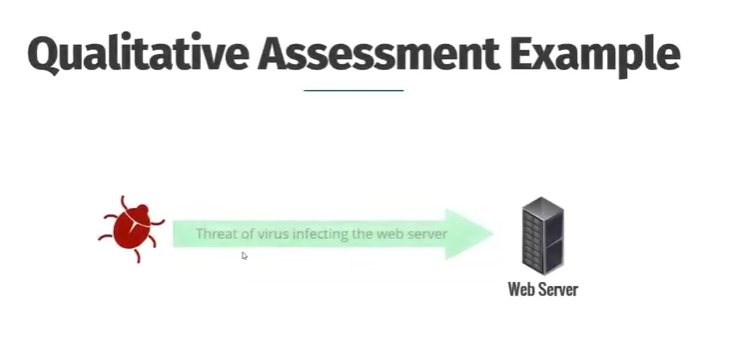 Qualitative Assessment Example
Threat of virus infecting the web server
Web Server